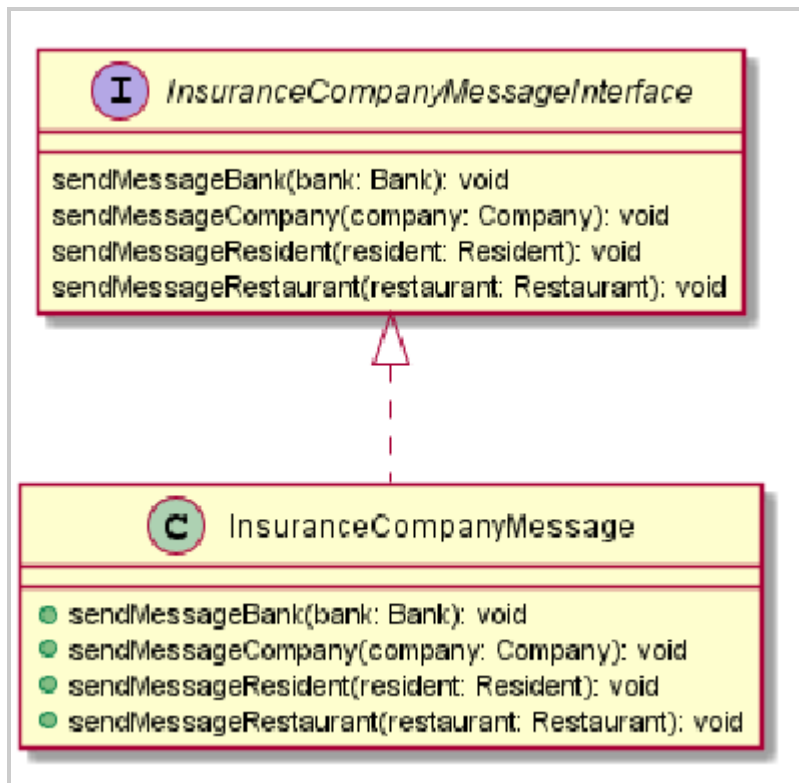 I InsuranceCompanyMessageInterface
sendMessageBank(bank: Bank): void
sendMessageCompany(company: Company): void
sendMessageResident(resident: Resident): void
sendMessageRestaurant(restaurant: Restaurant): void
C InsuranceCompanyMessage
sendMessageBank(bank: Bank): void
sendMessageCompany(company: Company): void
sendMessageResident(resident: Resident): void
sendMessageRestaurant(restaurant: Restaurant): void